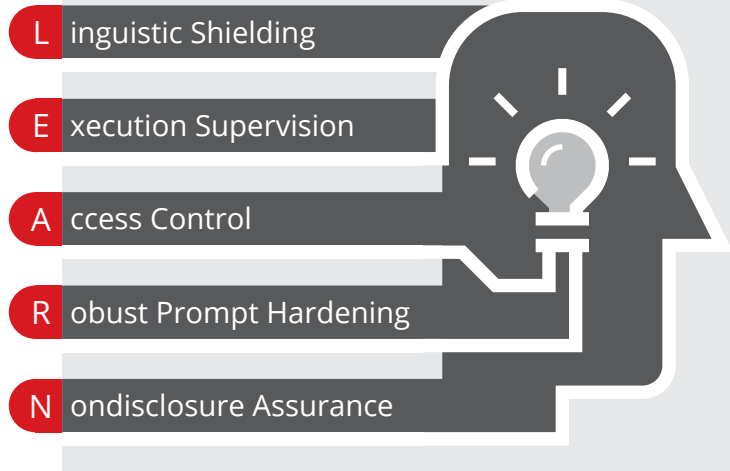 Linguistic Shielding
Execution Supervision
Access Control
Robust Prompt Hardening
Nondisclosure Assurance